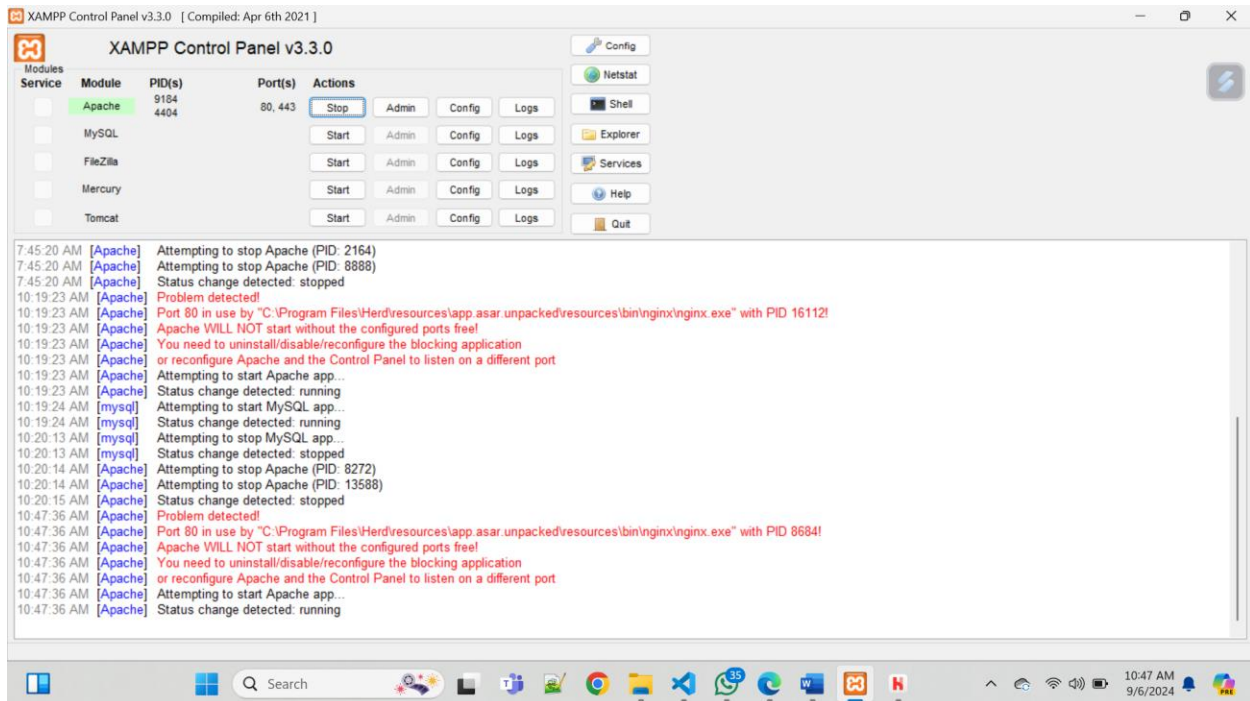 XAMPP Control Panel v3.3.0 [ Compiled: Apr 6th 2021 ]
XAMPP Control Panel v3.3.0
Config
Modules
Service Module PID(s) Port(s) Actions
Netstat
Apache 9184 80, 443 Stop Admin Config Logs
4404
Shell
MySQL Start Admin Config Logs
Explorer
FileZilla Start Admin Config Logs
Services
Mercury Start Admin Config Logs
Help
Tomcat Start Admin Config Logs
Quit
7:45:20 AM [Apache] Attempting to stop Apache (PID: 2164)
7:45:20 AM [Apache] Attempting to stop Apache (PID: 8888)
7:45:20 AM [Apache] Status change detected: stopped
10:19:23 AM [Apache] Problem detected!
10:19:23 AM [Apache] Port 80 in use by "C:\Program Files\Herd\resources\app.asar.unpacked\resources\bin\nginx\nginx.exe" with PID 16112!
10:19:23 AM [Apache] Apache WILL NOT start without the configured ports free!
10:19:23 AM [Apache] You need to uninstall/disable/reconfigure the blocking application
10:19:23 AM [Apache] or reconfigure Apache and the Control Panel to listen on a different port
10:19:23 AM [Apache] Attempting to start Apache app...
10:19:23 AM [Apache] Status change detected: running
10:19:24 AM [mysql] Attempting to start MySQL app...
10:19:24 AM [mysql] Status change detected: running
10:20:13 AM [mysql] Attempting to stop MySQL app...
10:20:13 AM [mysql] Status change detected: stopped
10:20:14 AM [Apache] Attempting to stop Apache (PID: 8272)
10:20:14 AM [Apache] Attempting to stop Apache (PID: 13588)
10:20:15 AM [Apache] Status change detected: stopped
10:47:36 AM [Apache] Problem detected!
10:47:36 AM [Apache] Port 80 in use by "C:\Program Files\Herd\resources\app.asar.unpacked\resources\bin\nginx\nginx.exe" with PID 8684!
10:47:36 AM [Apache] Apache WILL NOT start without the configured ports free!
10:47:36 AM [Apache] You need to uninstall/disable/reconfigure the blocking application
10:47:36 AM [Apache] or reconfigure Apache and the Control Panel to listen on a different port
10:47:36 AM [Apache] Attempting to start Apache app...
10:47:36 AM [Apache] Status change detected: running
Search
35
10:47 AM
9/6/2024
PRE